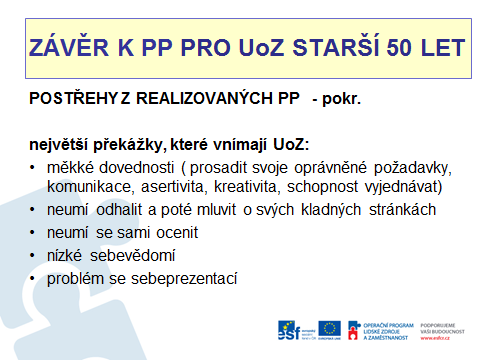 ZÁVĚR K PP PRO UoZ STARŠÍ 50 LET
POSTŘEHY Z REALIZOVANÝCH PP - pokr.
největší překážky, které vnímají UoZ:
• měkké dovednosti ( prosadit svoje oprávněné požadavky,
komunikace, asertivita, kreativita, schopnost vyjednávat)
• neumí odhalit a poté mluvit o svých kladných stránkách
• neumí se sami ocenit
• nízké sebevědomí
• problém se sebeprezentací
esf
OPERAČNÍ PROGRAM
LIDSKÉ ZDROJE
A ZAMĚSTNANOST
PODPORUJEME
VAŠI BUDOUCNOST
www.esfcr.cz